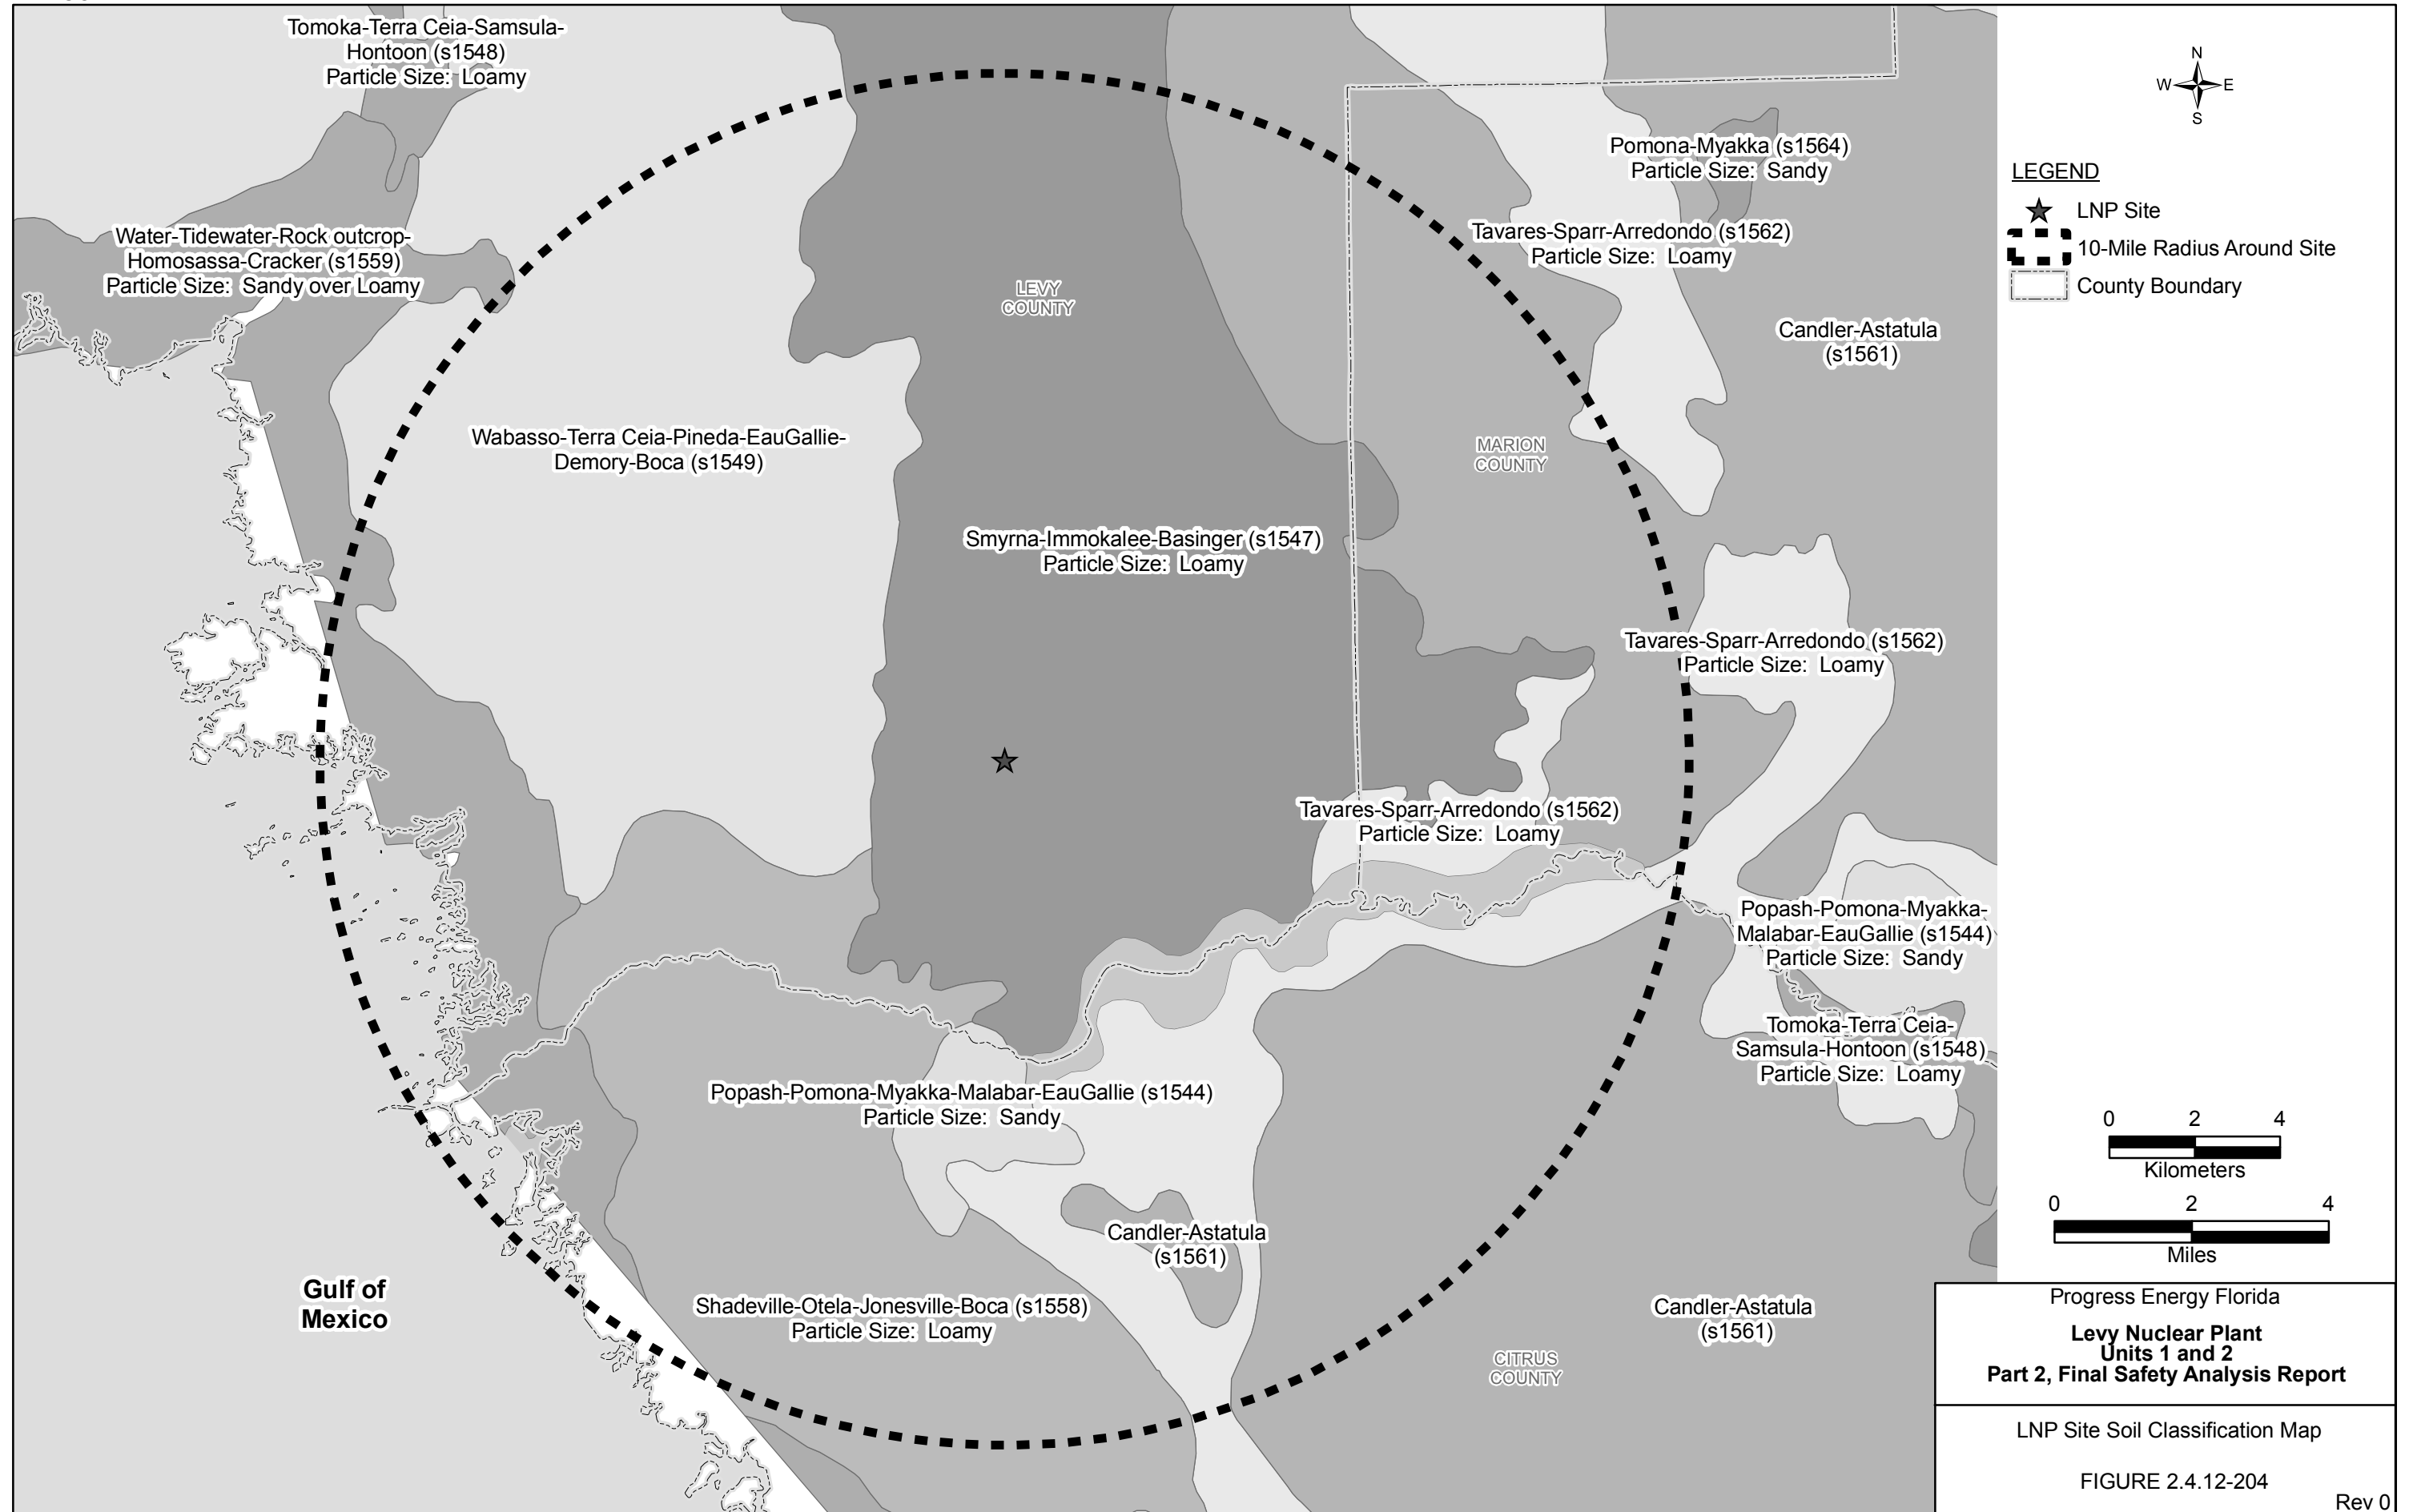 Tomoka-Terra Ceia-Samsula-
Hontoon (s1548)
Particle Size: Loamy
Water-Tidewater-Rock outcrop-
Homosassa-Cracker (s1559)
Particle Size: Sandy over Loamy
LEVY
COUNTY
Pomona-Myakka (s1564)
Particle Size: Sandy
Tavares-Sparr-Arredondo (s1562)
Particle Size: Loamy
Candler-Astatula
(s1561)
Wabasso-Terra Ceia-Pineda-EauGallie-
Demory-Boca (s1549)
MARION
COUNTY
Smyrna-Immokalee-Basinger (s1547)
Particle Size: Loamy
Tavares-Sparr-Arredondo (s1562)
Particle Size: Loamy
Tavares-Sparr-Arredondo (s1562)
Particle Size: Loamy
Popash-Pomona-Myakka-
Malabar-EauGallie (s1544)
Particle Size: Sandy
Tomoka-Terra Ceia-
Samsula-Hontoon (s1548)
Particle Size: Loamy
Popash-Pomona-Myakka-Malabar-EauGallie (s1544)
Particle Size: Sandy
Candler-Astatula
(s1561)
Gulf of
Mexico
Shadeville-Otela-Jonesville-Boca (s1558)
Particle Size: Loamy
Candler-Astatula
(s1561)
CITRUS
COUNTY
N
W E
S
LEGEND
LNP Site
10-Mile Radius Around Site
County Boundary
0 2 4
Kilometers
0 2 4
Miles
Progress Energy Florida
Levy Nuclear Plant
Units 1 and 2
Part 2, Final Safety Analysis Report
LNP Site Soil Classification Map
FIGURE 2.4.12-204
Rev 0